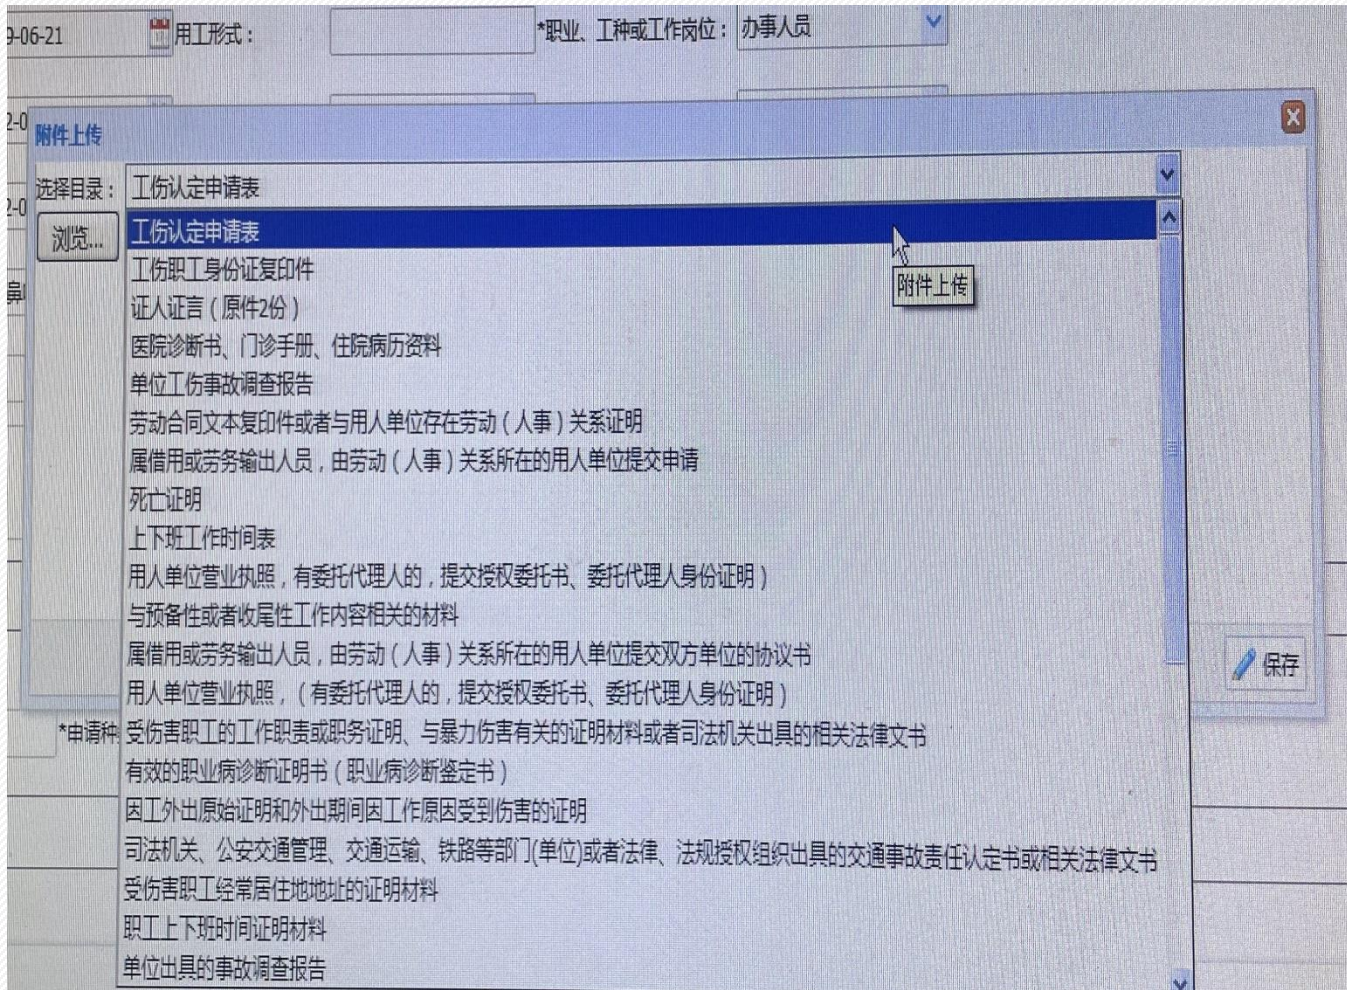 9-06-21 用工形式： *职业、工种或工作岗位： 办事人员
2-0
附件上传
选择目录： 工伤认定申请表
2-0
浏览... 工伤认定申请表
工伤职工身份证复印件
附件上传
证人证言（原件2份）
医院诊断书、门诊手册、住院病历资料
单位工伤事故调查报告
劳动合同文本复印件或者与用人单位存在劳动（人事）关系证明
属借用或劳务输出人员，由劳动（人事）关系所在的用人单位提交申请
死亡证明
上下班工作时间表
用人单位营业执照，有委托代理人的，提交授权委托书、委托代理人身份证明）
与预备性或者收尾性工作内容相关的材料
属借用或劳务输出人员，由劳动（人事）关系所在的用人单位提交双方单位的协议书
保存
用人单位营业执照，（有委托代理人的，提交授权委托书、委托代理人身份证明）
*申请种 受伤害职工的工作职责或职务证明、与暴力伤害有关的证明材料或者司法机关出具的相关法律文书
有效的职业病诊断证明书（职业病诊断鉴定书）
因工外出原始证明和外出期间因工作原因受到伤害的证明
司法机关、公安交通管理、交通运输、铁路等部门(单位)或者法律、法规授权组织出具的交通事故责任认定书或相关法律文书
受伤害职工经常居住地地址的证明材料
职工上下班时间证明材料
单位出具的事故调查报告